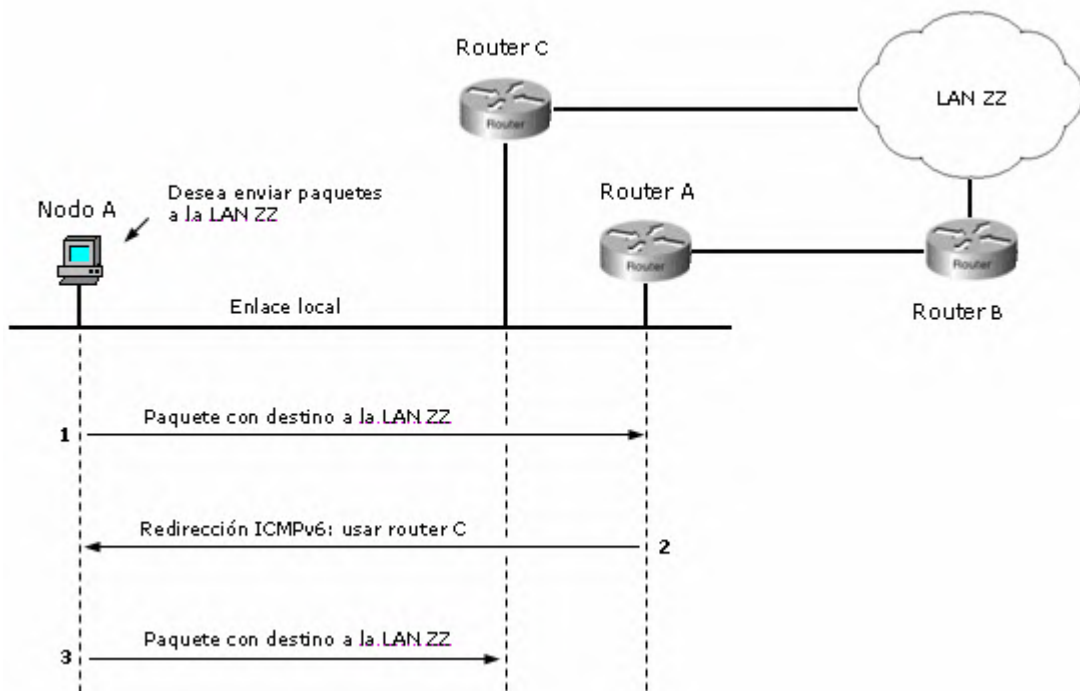 Router C
LAN ZZ
Router
Router A
Nodo A
Desea enviar paquetes
a la LAN ZZ
Router
Router
Router B
Enlace local
Paquete con destino a la LAN ZZ
1
Redirección ICMPv6: usar router C
2
Paquete con destino a la LAN ZZ
3